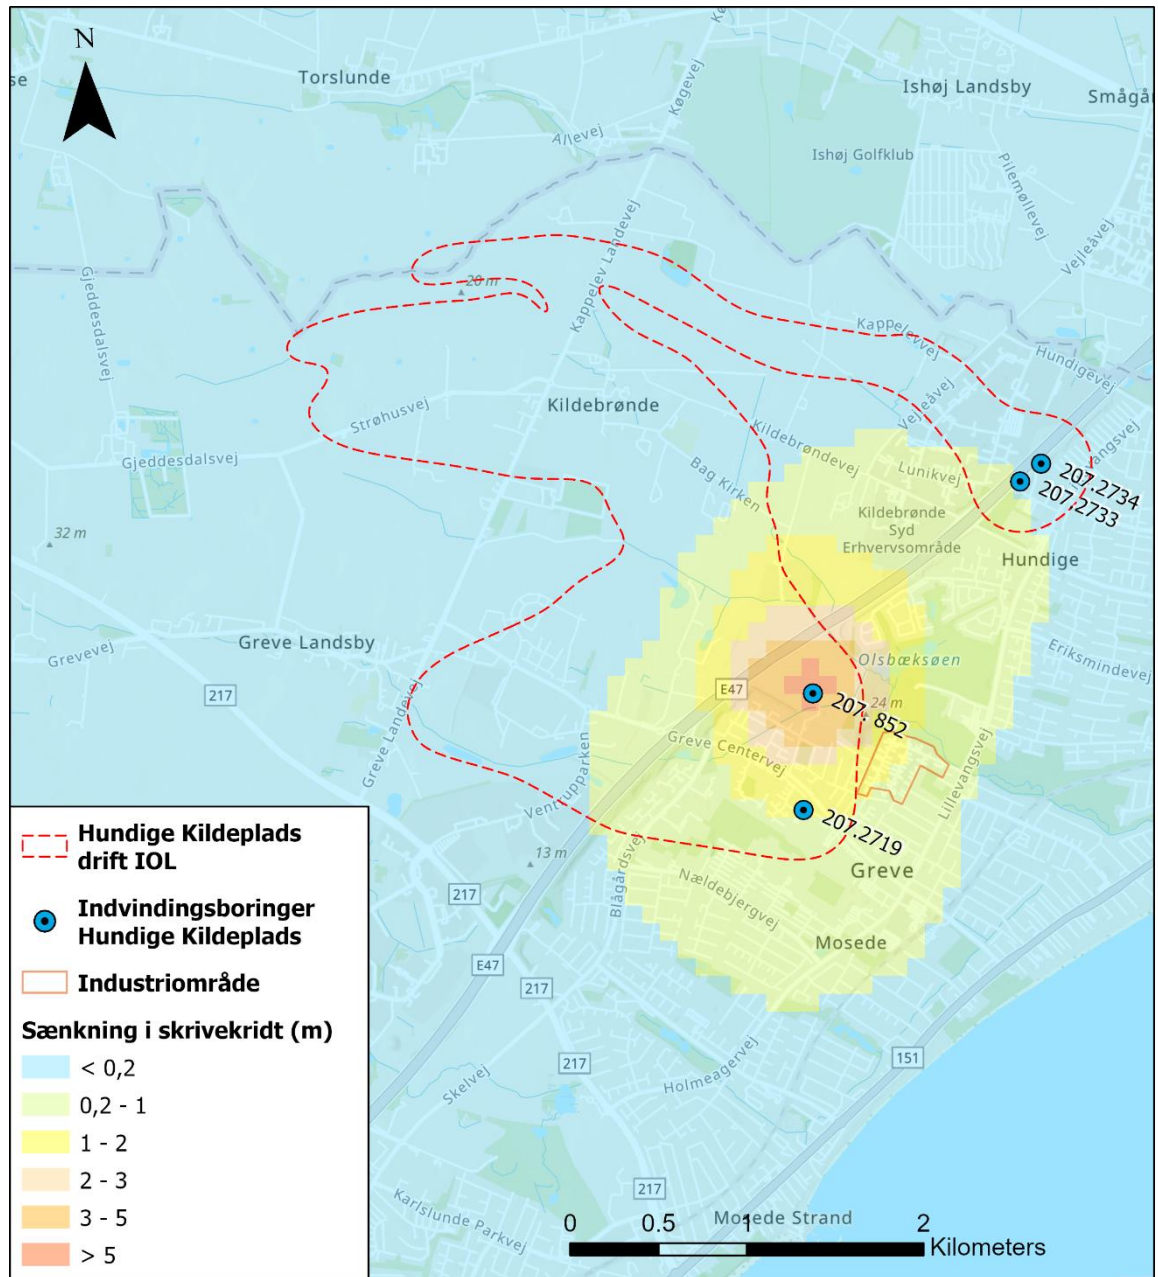 N
Torslunde
Ishøj Landsby
Køgevej
Allevej
Ishøj Golfklub
Pilemøllevej
Vejleåvej
Gjeddesdalsvej
20 m
Kappelev Landevej
Kappelevvej
Hundigevej
Kildebrønde
Strøhusvej
Vejleåvej
Kildebrøndevej
Lunikvej
Bag Kirken
Gjeddesdalsvej
207.2734
207.2733
Kildebrønde
Syd
Erhvervsområde
32 m
Hundige
Greve Landsby
Grevevej
217
Eriksmindevej
Olsbæksøen
E47
24 m
207. 852
Greve Landevej
Greve Centervej
Ventrupparken
Lillevangsvej
207.2719
13 m
Blågårdsvej
Greve
Nældebjergvej
Mosede
217
E47
217
217
151
Holmeagervej
Skelvej
217
Karlslunde Parkvej
Mosede Strand
Hundige Kildeplads
drift IOL
Indvindingsboringer
Hundige Kildeplads
Industriområde
Sænkning i skrivekridt (m)
< 0,2
0,2 - 1
1 - 2
2 - 3
3 - 5
> 5
0 0.5 1 2
Kilometers